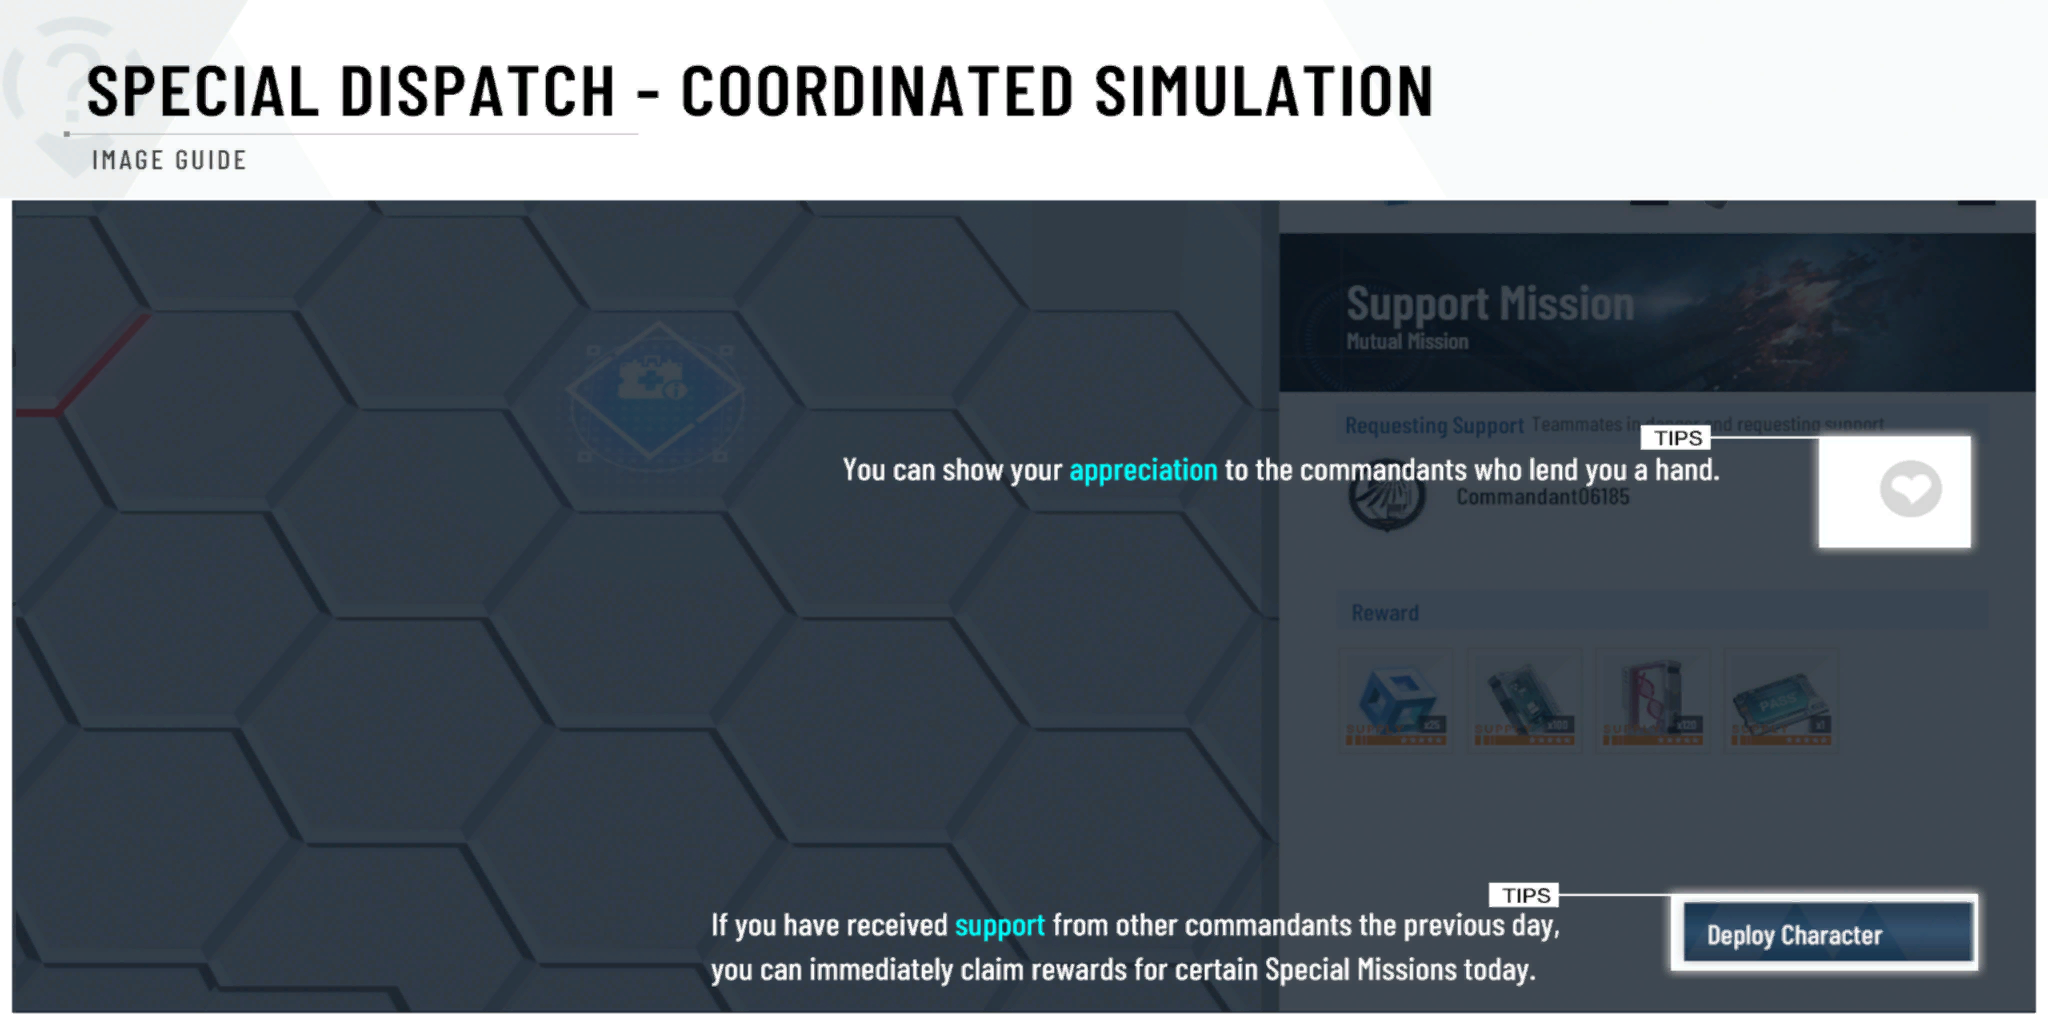 SPECIAL DISPATCH - COORDINATED SIMULATION
IMAGE GUIDE
Support Mission
Mutual Mission
Requesting Support Teammates in danger and requesting support
TIPS
You can show your appreciation to the commandants who lend you a hand.
Commandant06185
Reward
x25
x100
x120
PASS
x1
TIPS
If you have received support from other commandants the previous day,
you can immediately claim rewards for certain Special Missions today.
Deploy Character